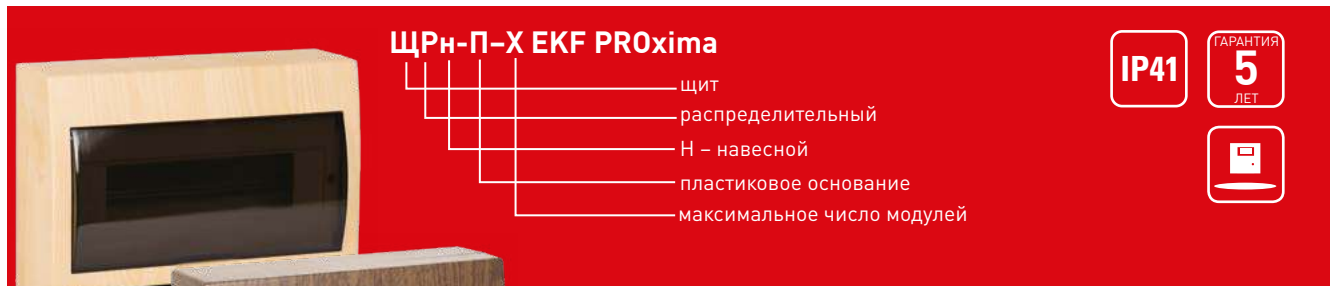 ЩРн-П–Х EKF PROxima
щит
распределительный
Н – навесной
пластиковое основание
максимальное число модулей
IP41
ГАРАНТИЯ
5
ЛЕТ